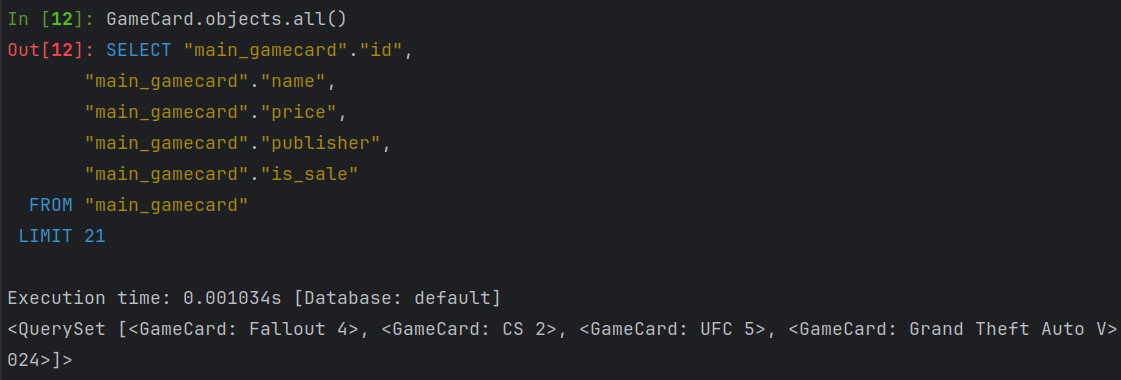 In [12]: GameCard.objects.all()
Out[12]: SELECT "main_gamecard"."id",
       "main_gamecard"."name",
       "main_gamecard"."price",
       "main_gamecard"."publisher",
       "main_gamecard"."is_sale"
  FROM "main_gamecard"
 LIMIT 21

Execution time: 0.001034s [Database: default]
<QuerySet [<GameCard: Fallout 4>, <GameCard: CS 2>, <GameCard: UFC 5>, <GameCard: Grand Theft Auto V>
024>]>